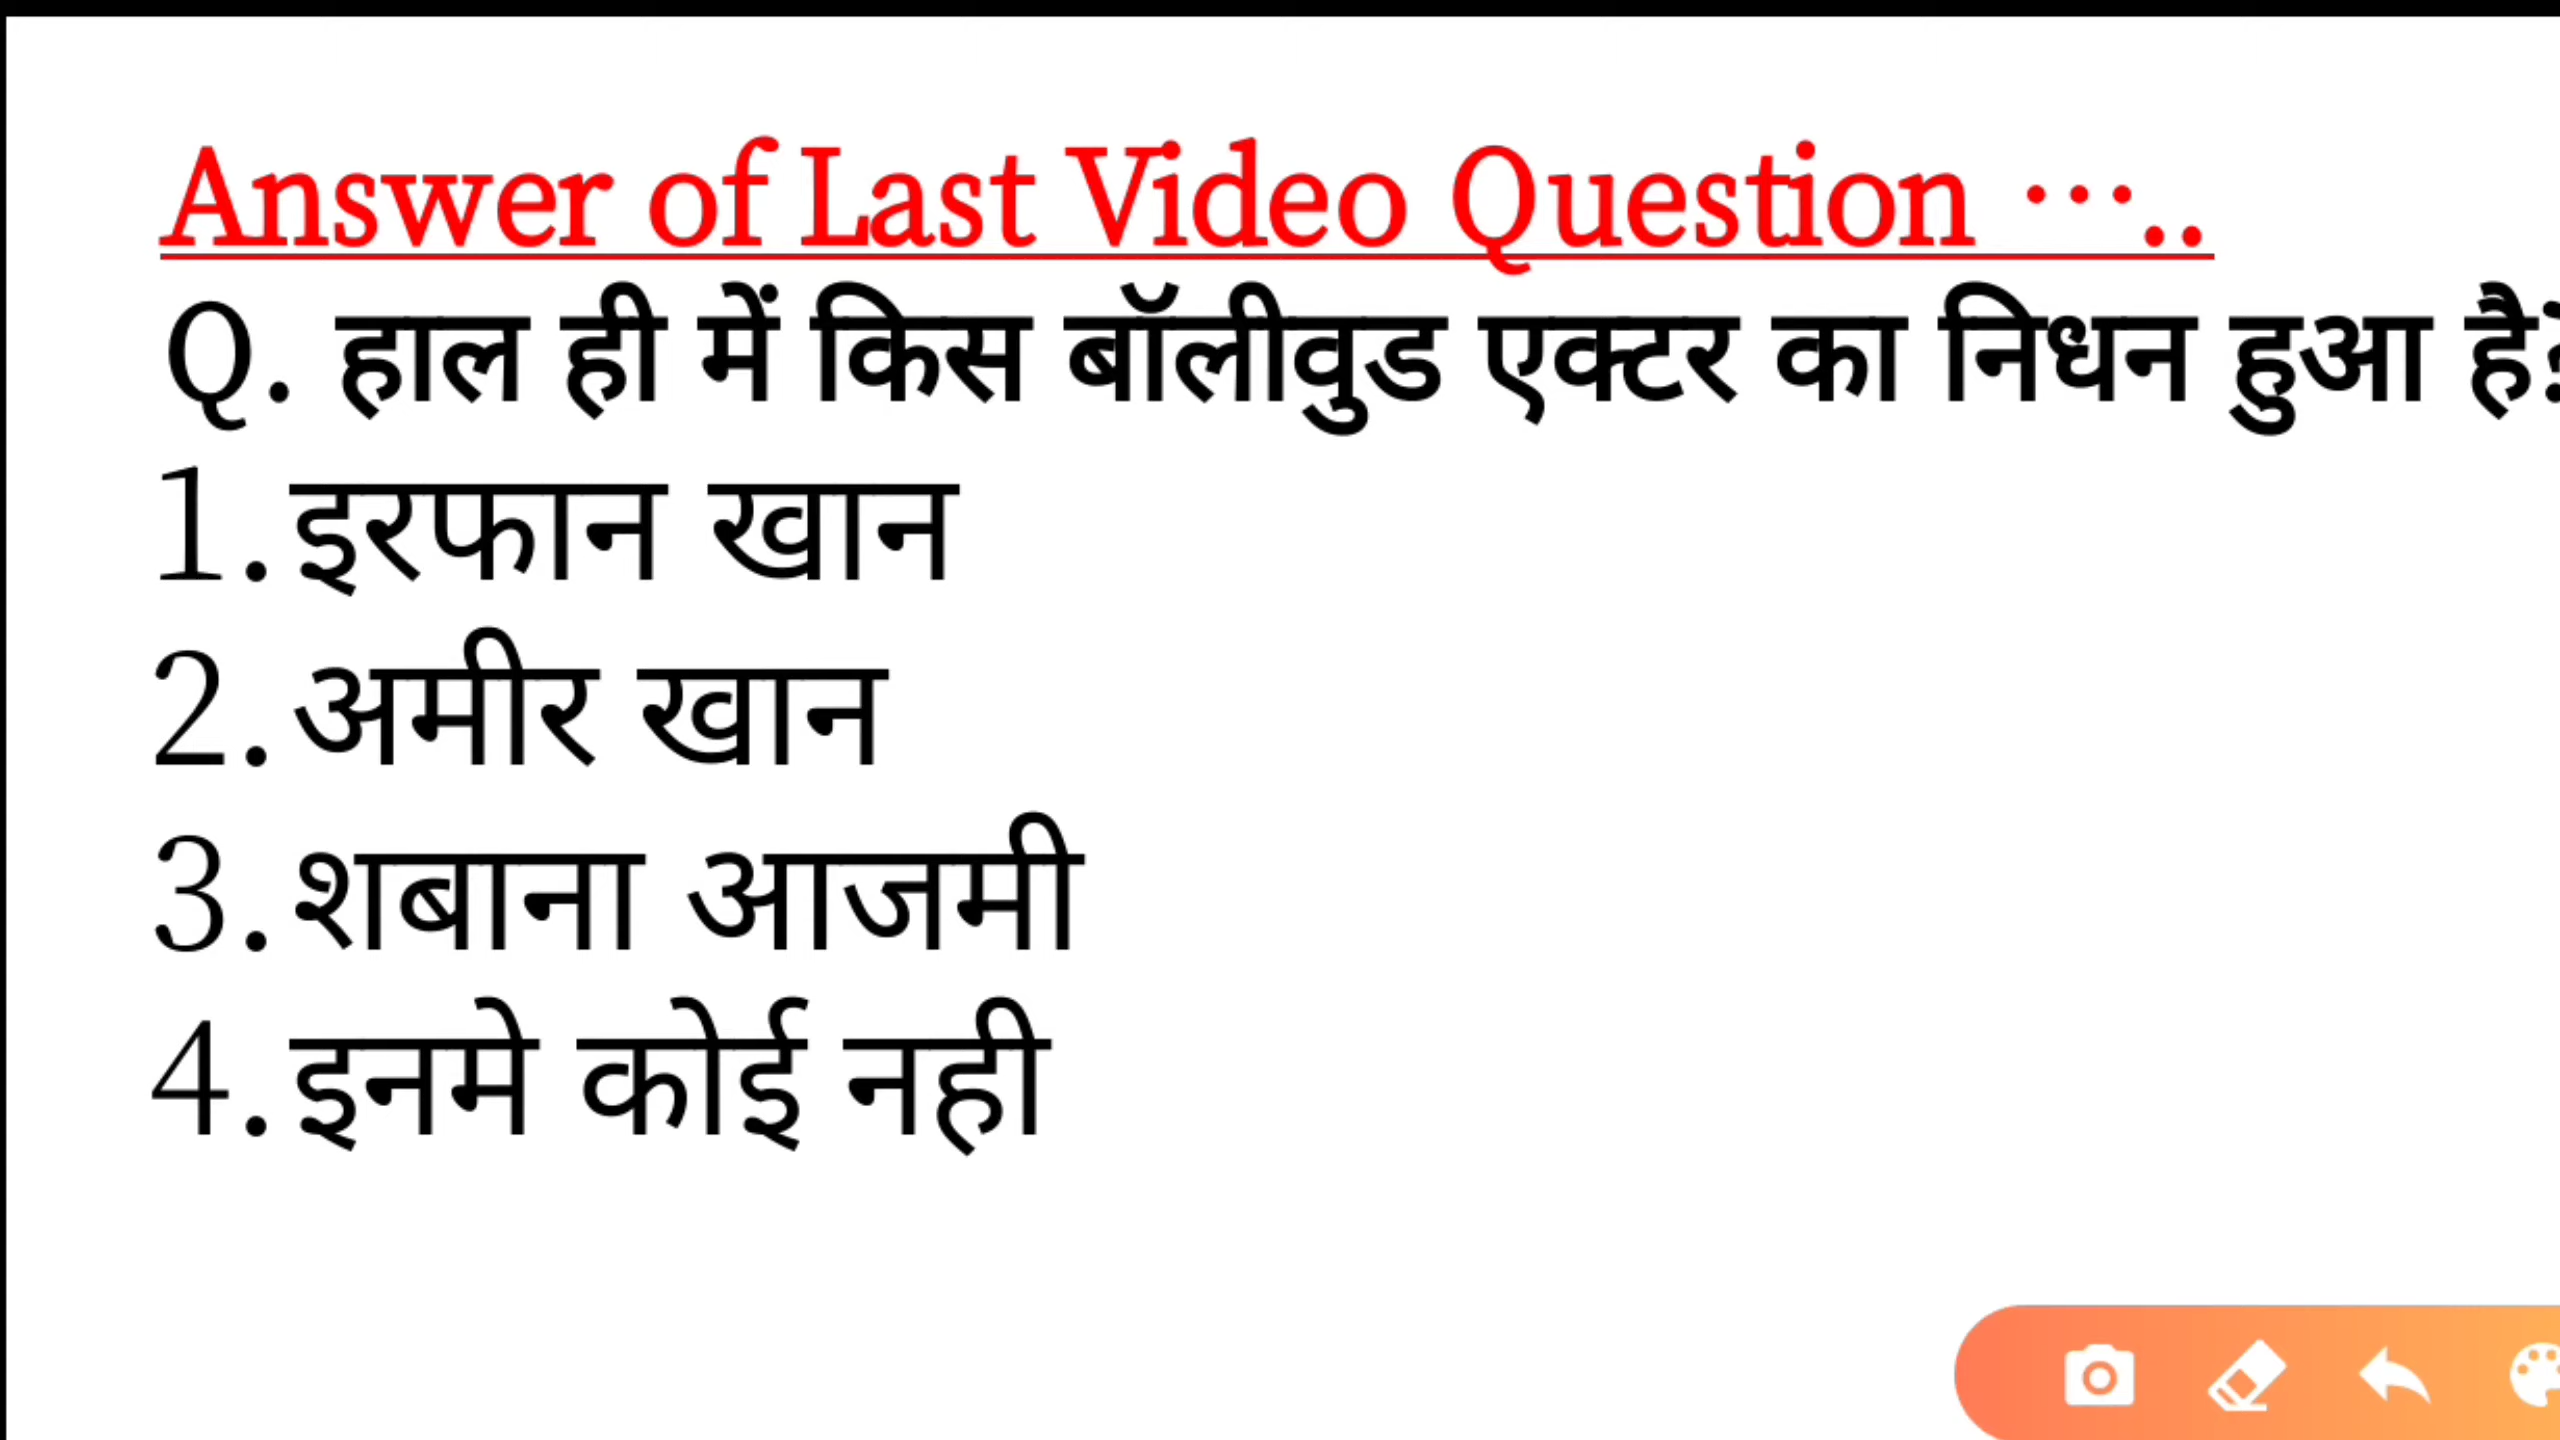 Answer of Last Video Question .....
Q. हाल ही में किस बॉलीवुड एक्टर का निधन हुआ है?
1. इरफान खान
2. अमीर खान
3. शबाना आजमी
4. इनमे कोई नही